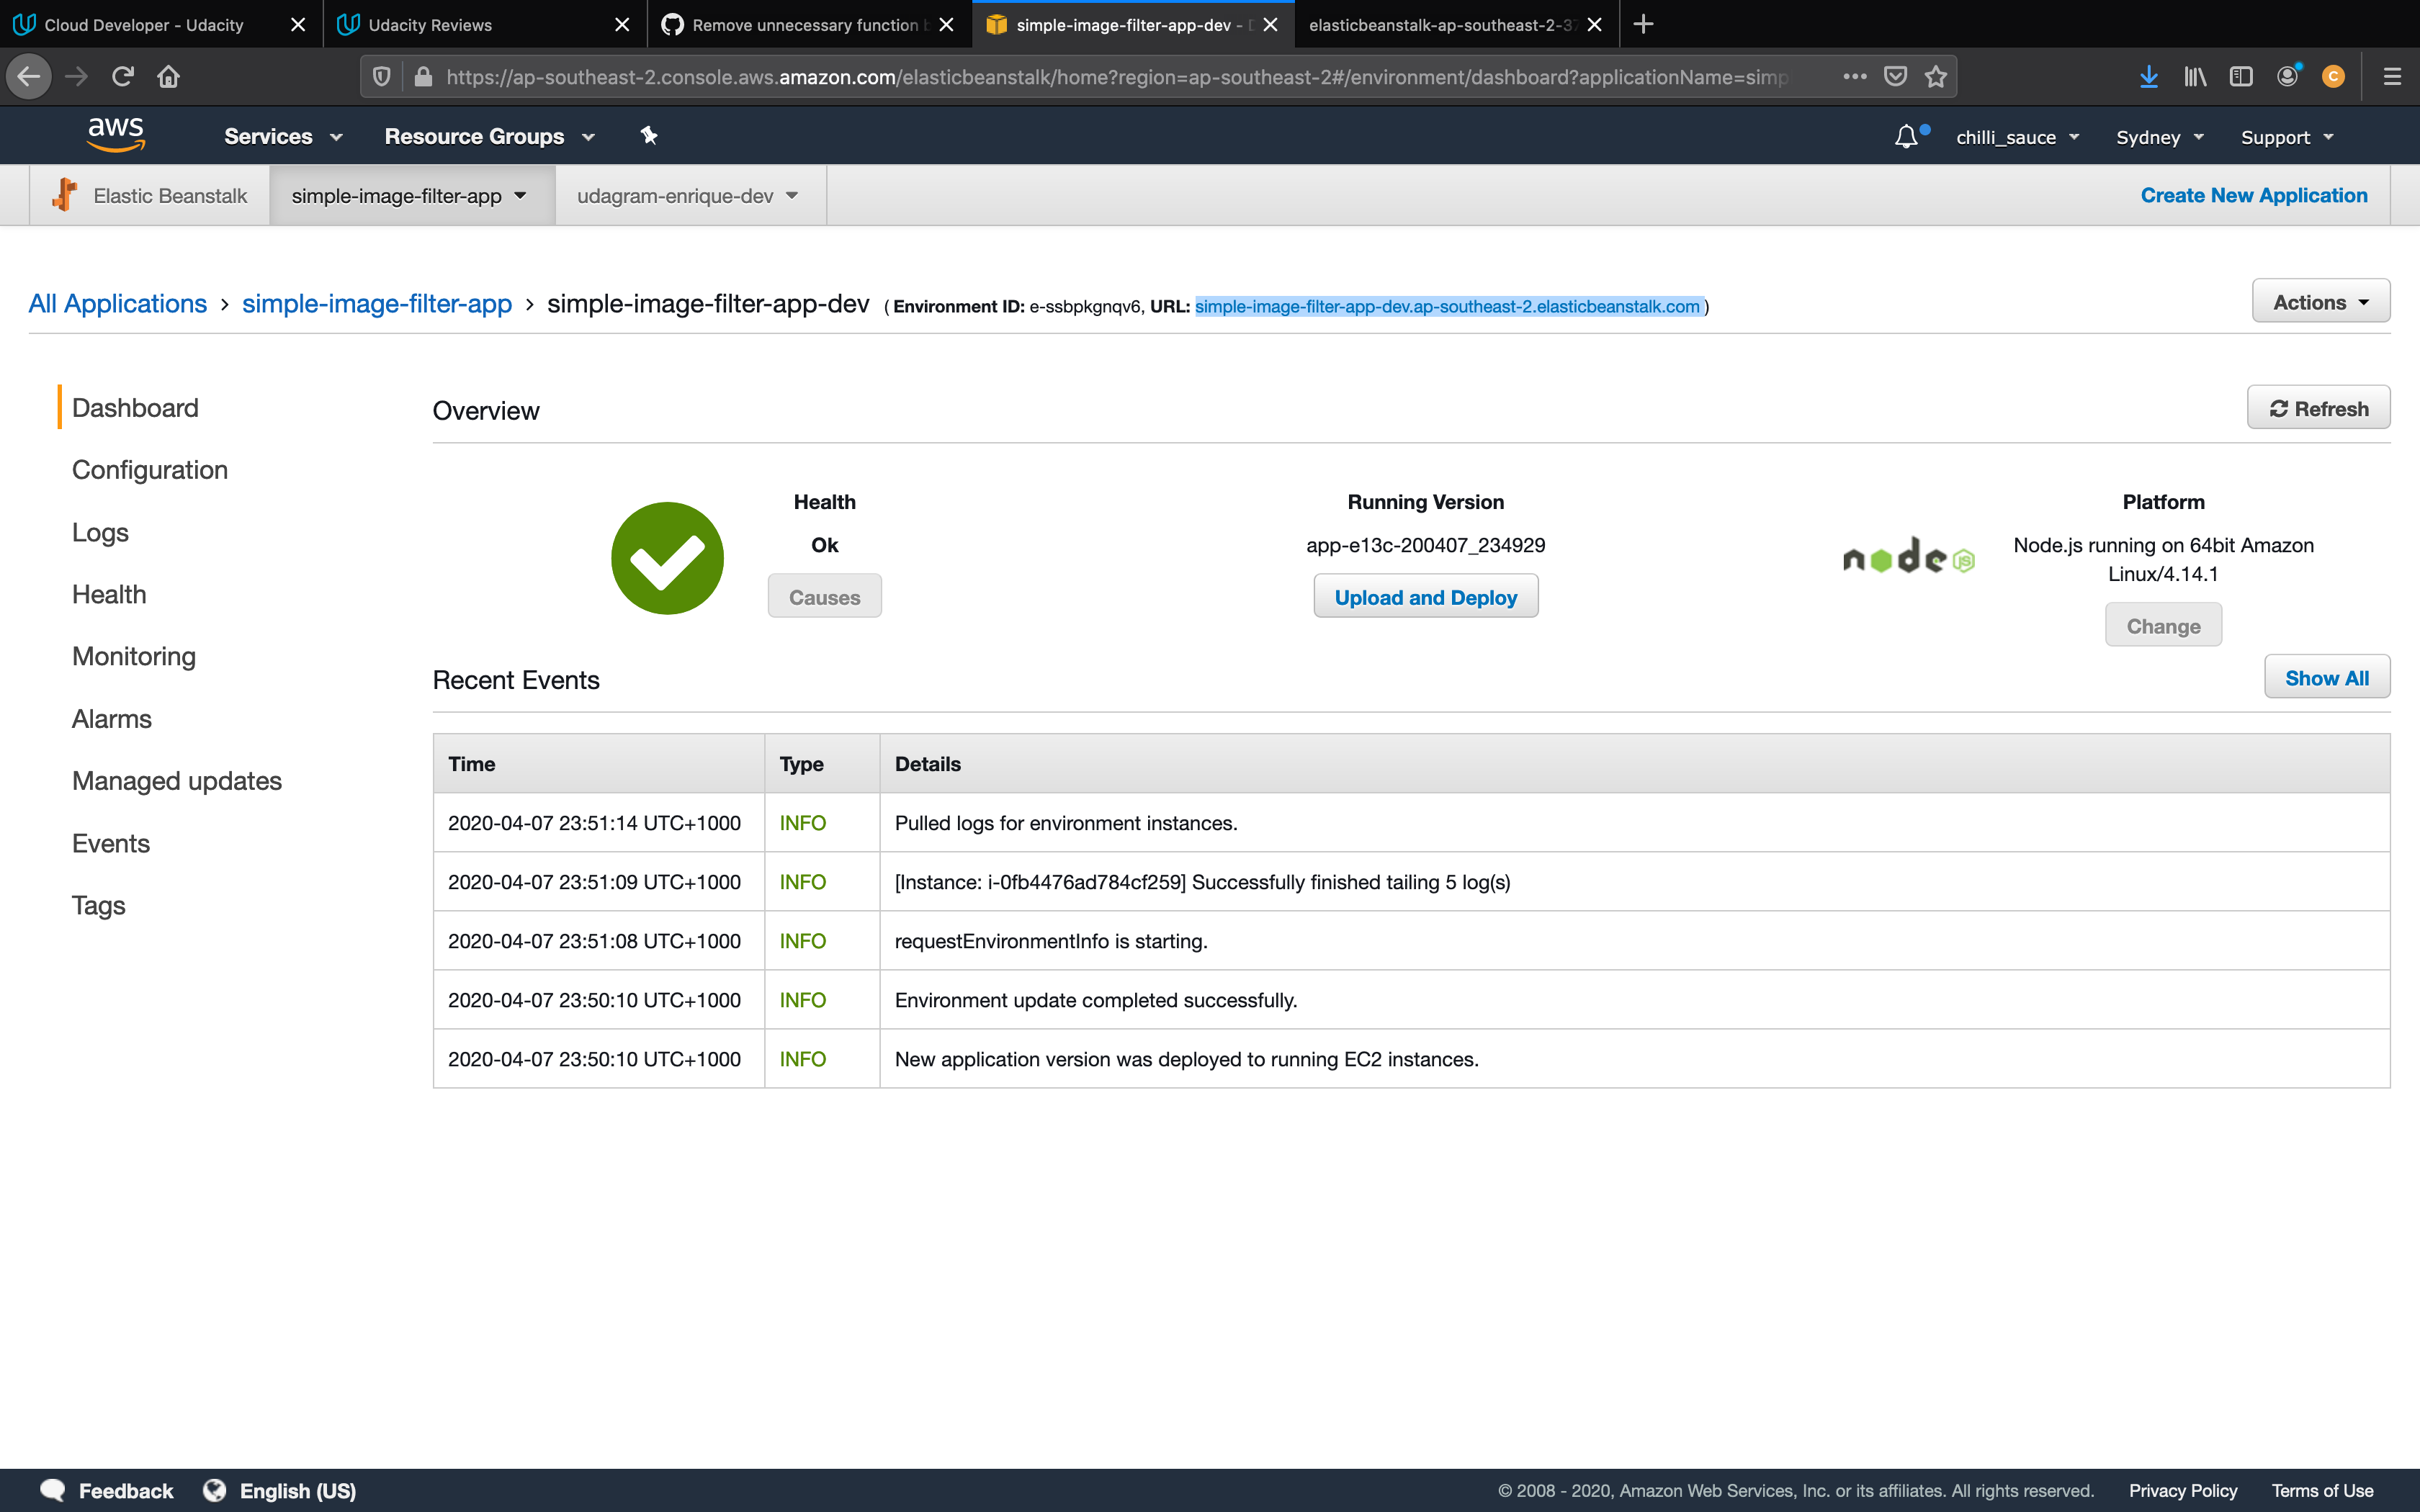 Cloud Developer - Udacity
Udacity Reviews
Remove unnecessary function
simple-image-filter-app-dev -
elasticbeanstalk-ap-southeast-2-37
https://ap-southeast-2.console.aws.amazon.com/elasticbeanstalk/home?region=ap-southeast-2#/environment/dashboard?applicationName=simp
C
aws
Services
Resource Groups
chilli_sauce
Sydney
Support
Elastic Beanstalk
simple-image-filter-app
udagram-enrique-dev
Create New Application
All Applications › simple-image-filter-app › simple-image-filter-app-dev ( Environment ID: e-ssbpkgnqv6, URL: simple-image-filter-app-dev.ap-southeast-2.elasticbeanstalk.com )
Actions
Dashboard
Configuration
Logs
Health
Monitoring
Alarms
Managed updates
Events
Tags
Overview
Refresh
Health
Ok
Causes
Running Version
app-e13c-200407_234929
Upload and Deploy
node JS
Platform
Node.js running on 64bit Amazon
Linux/4.14.1
Change
Recent Events
Show All
Time Type Details
2020-04-07 23:51:14 UTC+1000 INFO Pulled logs for environment instances.
2020-04-07 23:51:09 UTC+1000 INFO [Instance: i-0fb4476ad784cf259] Successfully finished tailing 5 log(s)
2020-04-07 23:51:08 UTC+1000 INFO requestEnvironmentInfo is starting.
2020-04-07 23:50:10 UTC+1000 INFO Environment update completed successfully.
2020-04-07 23:50:10 UTC+1000 INFO New application version was deployed to running EC2 instances.
Feedback
English (US)
© 2008 - 2020, Amazon Web Services, Inc. or its affiliates. All rights reserved.
Privacy Policy
Terms of Use